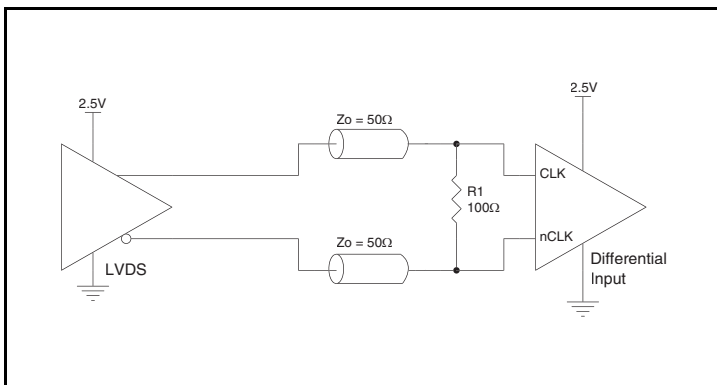 2.5V
2.5V
Zo = 50Ω
CLK
R1
100Ω
nCLK
Zo = 50Ω
LVDS
Differential
Input